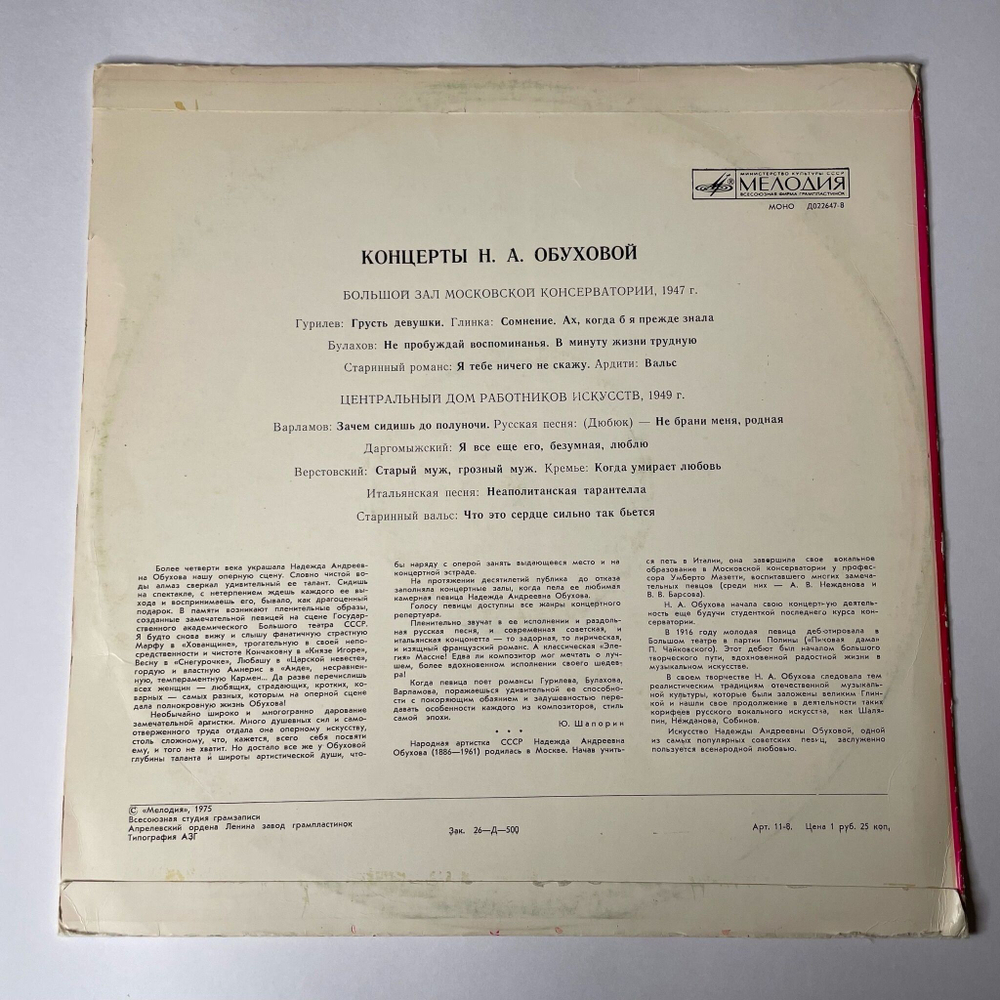 МИНИСТЕРСТВО КУЛЬТУРЫ СССР
МЕЛОДИЯ
ВСЕСОЮЗНАЯ ФИРМА ГРАМПЛАСТИНОК
МОНО Д022647-8
КОНЦЕРТЫ Н. А. ОБУХОВОЙ
БОЛЬШОЙ ЗАЛ МОСКОВСКОЙ КОНСЕРВАТОРИИ, 1947 г.
Гурилев: Грусть девушки. Глинка: Сомнение. Ах, когда б я прежде знала
Булахов: Не пробуждай воспоминанья. В минуту жизни трудную
Старинный романс: Я тебе ничего не скажу. Ардити: Вальс
ЦЕНТРАЛЬНЫЙ ДОМ РАБОТНИКОВ ИСКУССТВ, 1949 г.
Варламов: Зачем сидишь до полуночи. Русская песня: (Дюбюк) — Не брани меня, родная
Даргомыжский: Я все еще его, безумная, люблю
Верстовский: Старый муж, грозный муж. Кремье: Когда умирает любовь
Итальянская песня: Неаполитанская тарантелла
Старинный вальс: Что это сердце сильно так бьется
Более четверти века украшала Надежда Андреев-
на Обухова нашу оперную сцену. Словно чистой во-
ды алмаз сверкал удивительный ее талант. Сидишь
на спектакле, с нетерпением ждешь каждого ее вы-
хода и воспринимаешь его, бывало, как драгоценный
подарок. В памяти возникают пленительные образы,
созданные замечательной певицей на сцене Государ-
ственного академического Большого театра СССР.
Я будто снова вижу и слышу фанатичную страстную
Марфу в «Хованщине», трогательную в своей непо-
средственности и чистоте Кончаковну в «Князе Игоре»,
Весну в «Снегурочке», Любашу в «Царской невесте»,
гордую и властную Амнерис в «Аиде», несравнен-
ную, темпераментную Кармен... Да разве перечислишь
всех женщин — любящих, страдающих, кротких, ко-
варных — самых разных, которым на оперной сцене
дала полнокровную жизнь Обухова!
Необычайно широко и многогранно дарование
замечательной артистки. Много душевных сил и само-
отверженного труда отдала она оперному искусству,
столь сложному, что, кажется, всего себя посвяти
ему, и того не хватит. Но достало все же у Обуховой
глубины таланта и широты артистической души, что-
бы наряду с оперой занять выдающееся место и на
концертной эстраде.
На протяжении десятилетий публика до отказа
заполняла концертные залы, когда пела ее любимая
камерная певица Надежда Андреевна Обухова.
Голосу певицы доступны все жанры концертного
репертуара.
Пленительно звучат в ее исполнении и раздоль-
ная русская песня, и современная советская, и
итальянская канцонетта — то задорная, то лирическая,
и изящный французский романс. А классическая «Эле-
гия» Массне! Едва ли композитор мог мечтать о луч-
шем, более вдохновенном исполнении своего шедев-
ра!
Когда певица поет романсы Гурилева, Булахова,
Варламова, поражаешься удивительной ее способно-
сти с покоряющим обаянием и задушевностью пере-
давать особенности каждого из композиторов, стиль
самой эпохи.
Ю. Шапорин
• • •
Народная артистка СССР Надежда Андреевна
Обухова (1886—1961) родилась в Москве. Начав учить-
ся петь в Италии, она завершила свое вокальное
образование в Московской консерватории у профес-
сора Умберто Мазетти, воспитавшего многих замеча-
тельных певцов (среди них — А. В. Нежданова и
В. В. Барсова).
Н. А. Обухова начала свою концертную деятель-
ность еще будучи студенткой последнего курса кон-
серватории.
В 1916 году молодая певица дебютировала в
Большом театре в партии Полины («Пиковая дама»
П. Чайковского). Этот дебют был началом большого
творческого пути, вдохновенной радостной жизни в
музыкальном искусстве.
В своем творчестве Н. А. Обухова следовала тем
реалистическим традициям отечественной музыкаль-
ной культуры, которые были заложены великим Глин-
кой и нашли свое продолжение в деятельности таких
корифеев русского вокального искусства, как Шаля-
пин, Нежданова, Собинов.
Искусство Надежды Андреевны Обуховой, одной
из самых популярных советских певиц, заслуженно
пользуется всенародной любовью.
© «Мелодия», 1975
Всесоюзная студия грамзаписи
Апрелевский ордена Ленина завод грампластинок
Типография АЗГ
Зак. 26—Д—500
Арт. 11-8. Цена 1 руб. 25 коп.